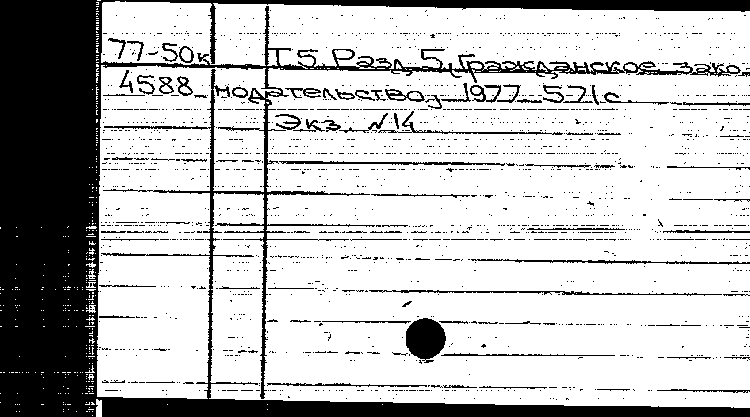 77-50к Т.5. Разд. 5. Гражданское зако-
4588 нодательство, 1977 571с.
Экз. №14